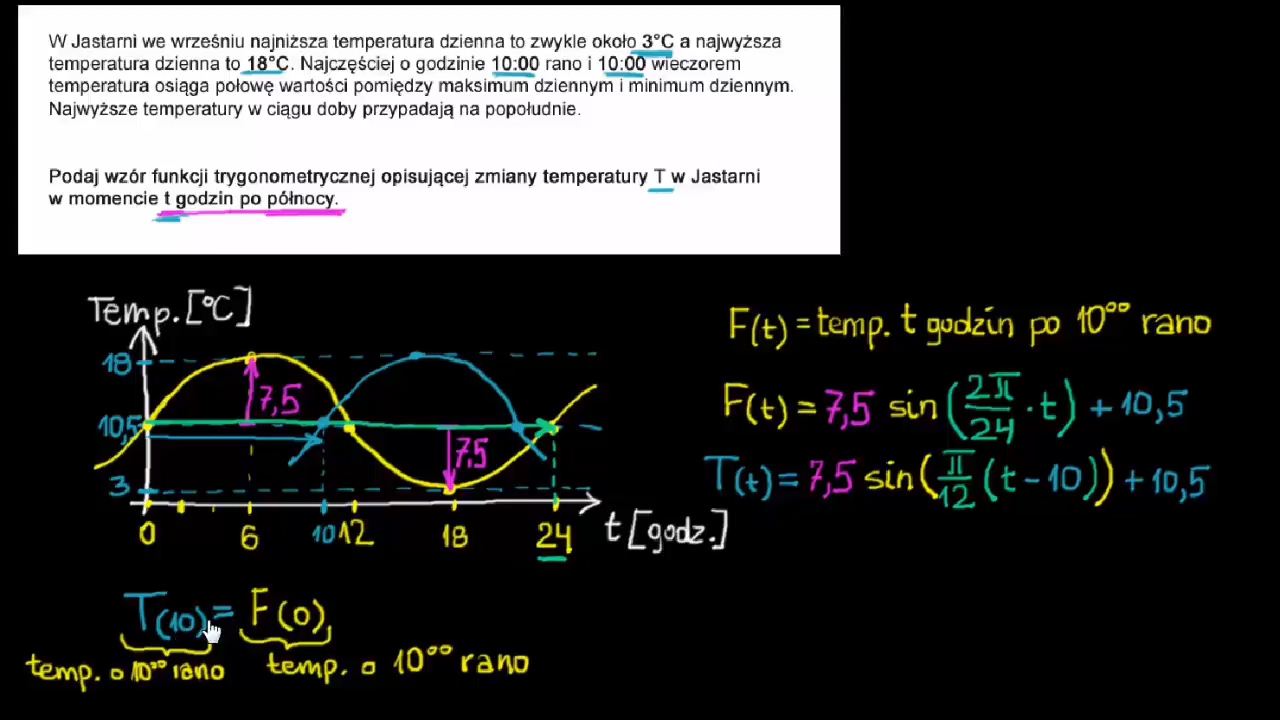 W Jastarni we wrześniu najniższa temperatura dzienna to zwykle około 3°C a najwyższa
temperatura dzienna to 18°C. Najczęściej o godzinie 10:00 rano i 10:00 wieczorem
temperatura osiąga połowę wartości pomiędzy maksimum dziennym i minimum dziennym.
Najwyższe temperatury w ciągu doby przypadają na popołudnie.
Podaj wzór funkcji trygonometrycznej opisującej zmiany temperatury T w Jastarni
w momencie t godzin po północy.
Temp. [°C]
18
7,5
10,5
7,5
3
0 6 10 12 18 24
t [godz.]
F(t) = temp. t godzin po 10⁰⁰ rano
F(t) = 7,5 sin(2π/24 · t) + 10,5
T(t) = 7,5 sin(π/12 (t - 10)) + 10,5
T(10) = F(0)
temp. o 10⁰⁰ rano temp. o 10⁰⁰ rano